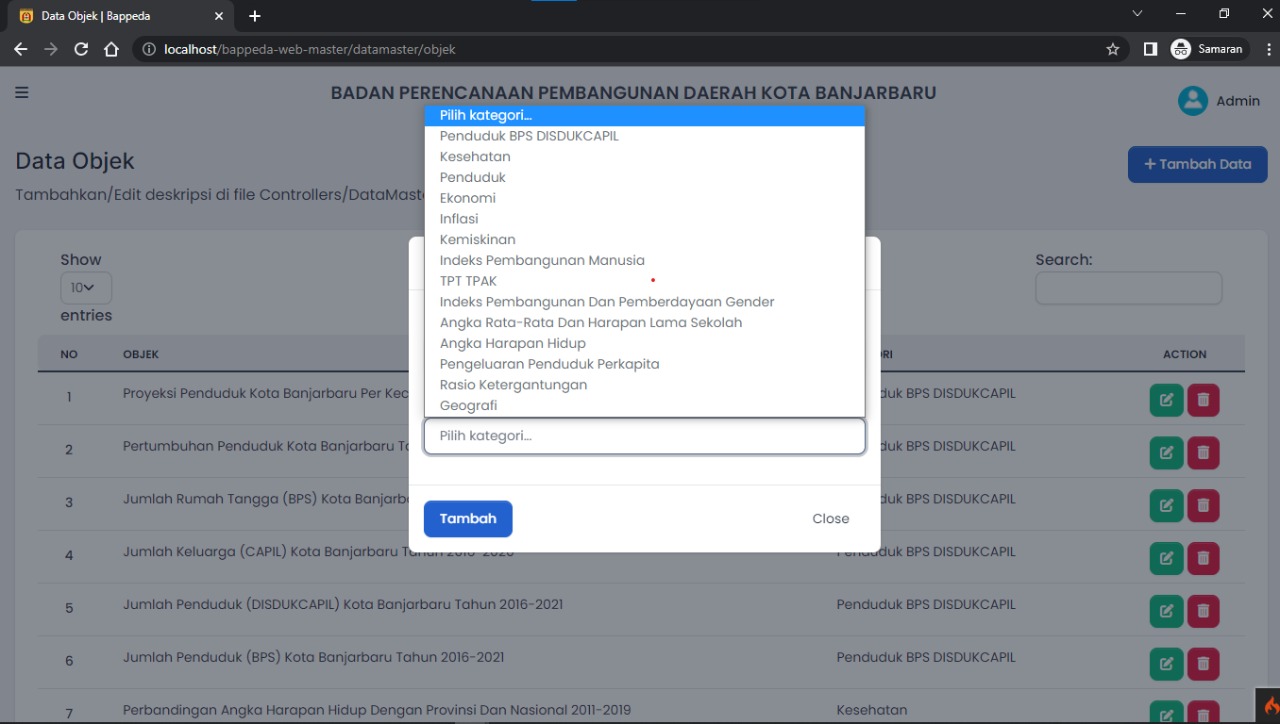 Data Objek | Bappeda
localhost/bappeda-web-master/datamaster/objek
Samaran
BADAN PERENCANAAN PEMBANGUNAN DAERAH KOTA BANJARBARU
Admin
Data Objek
+ Tambah Data
Tambahkan/Edit deskripsi di file Controllers/DataMast
Pilih kategori...
Penduduk BPS DISDUKCAPIL
Kesehatan
Penduduk
Ekonomi
Inflasi
Kemiskinan
Indeks Pembangunan Manusia
TPT TPAK
Indeks Pembangunan Dan Pemberdayaan Gender
Angka Rata-Rata Dan Harapan Lama Sekolah
Angka Harapan Hidup
Pengeluaran Penduduk Perkapita
Rasio Ketergantungan
Geografi
Pilih kategori...
Tambah Close
Show
10
entries
Search:
NO OBJEK RI ACTION
1 Proyeksi Penduduk Kota Banjarbaru Per Kec duk BPS DISDUKCAPIL
2 Pertumbuhan Penduduk Kota Banjarbaru Ta duk BPS DISDUKCAPIL
3 Jumlah Rumah Tangga (BPS) Kota Banjarb duk BPS DISDUKCAPIL
4 Jumlah Keluarga (CAPIL) Kota Banjarbaru Tahun 2016-2020 Penduduk BPS DISDUKCAPIL
5 Jumlah Penduduk (DISDUKCAPIL) Kota Banjarbaru Tahun 2016-2021 Penduduk BPS DISDUKCAPIL
6 Jumlah Penduduk (BPS) Kota Banjarbaru Tahun 2016-2021 Penduduk BPS DISDUKCAPIL
7 Perbandingan Angka Harapan Hidup Dengan Provinsi Dan Nasional 2011-2019 Kesehatan